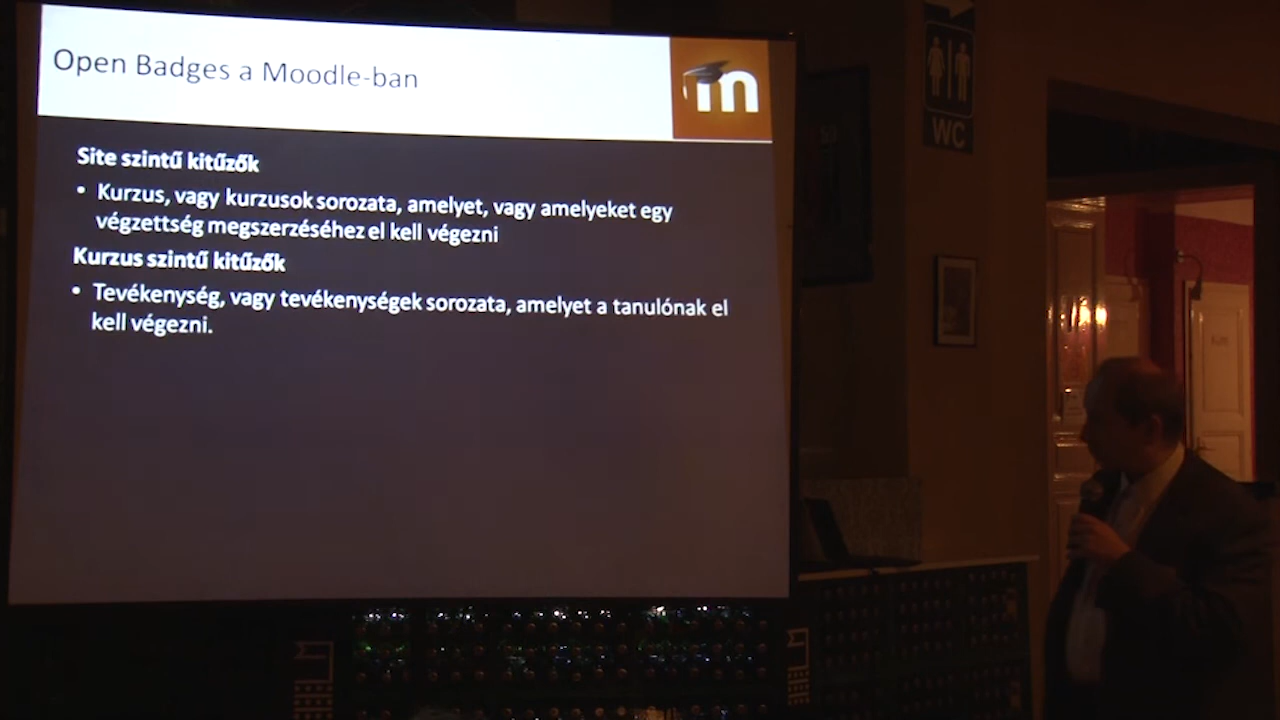 Open Badges a Moodle-ban
m
Site szintű kitűzők
• Kurzus, vagy kurzusok sorozata, amelyet, vagy amelyeket egy
végzettség megszerzéséhez el kell végezni
Kurzus szintű kitűzők
• Tevékenység, vagy tevékenységek sorozata, amelyet a tanulónak el
kell végezni.
WC